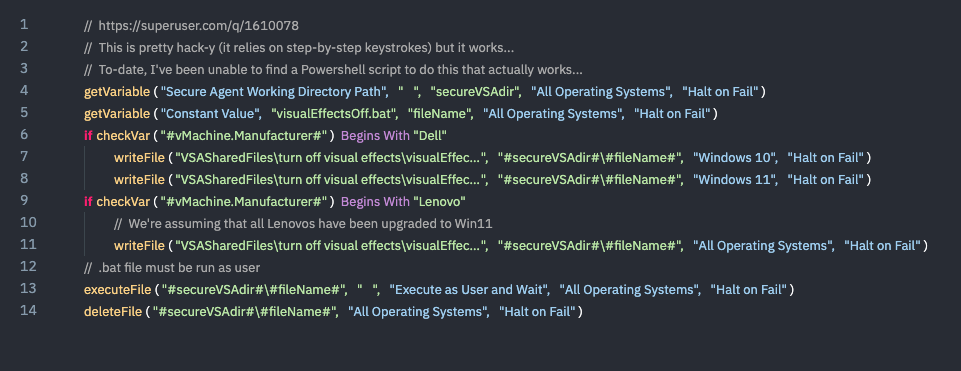 1 // https://superuser.com/q/1610078
2 // This is pretty hack-y (it relies on step-by-step keystrokes) but it works...
3 // To-date, I've been unable to find a Powershell script to do this that actually works...
4 getVariable ("Secure Agent Working Directory Path", " ", "secureVSAdir", "All Operating Systems", "Halt on Fail")
5 getVariable ("Constant Value", "visualEffectsOff.bat", "fileName", "All Operating Systems", "Halt on Fail")
6 if checkVar ("#vMachine.Manufacturer#") Begins With "Dell"
7 writeFile ("VSASharedFiles\turn off visual effects\visualEffec...", "#secureVSAdir#\#fileName#", "Windows 10", "Halt on Fail")
8 writeFile ("VSASharedFiles\turn off visual effects\visualEffec...", "#secureVSAdir#\#fileName#", "Windows 11", "Halt on Fail")
9 if checkVar ("#vMachine.Manufacturer#") Begins With "Lenovo"
10 // We're assuming that all Lenovos have been upgraded to Win11
11 writeFile ("VSASharedFiles\turn off visual effects\visualEffec...", "#secureVSAdir#\#fileName#", "All Operating Systems", "Halt on Fail")
12 // .bat file must be run as user
13 executeFile ("#secureVSAdir#\#fileName#", " ", "Execute as User and Wait", "All Operating Systems", "Halt on Fail")
14 deleteFile ("#secureVSAdir#\#fileName#", "All Operating Systems", "Halt on Fail")